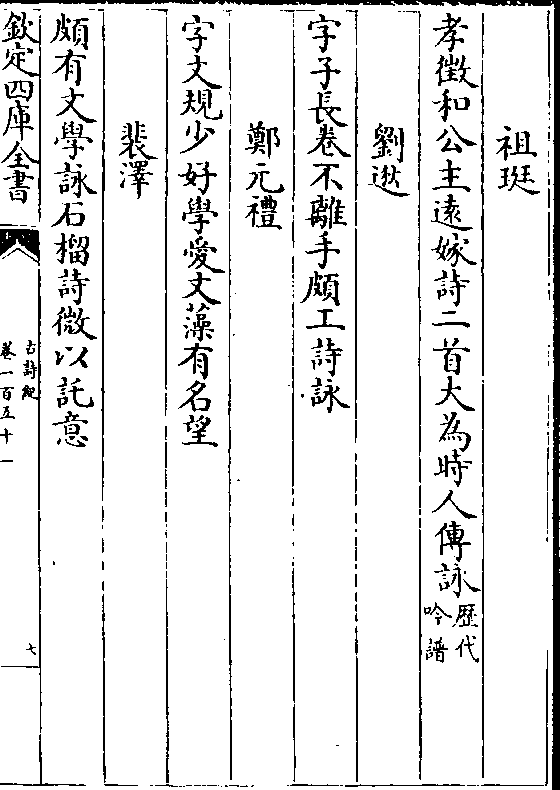 祖珽
孝徵和公主遠嫁詩二首大為時人傳詠歷代吟譜
劉逖
字子長卷不離手頗工詩詠
鄭元禮
字文規少好學愛文藻有名望
裴澤
頗有文學詠石榴詩微以託意
欽定四庫全書
古詩紀
卷一百五十一
七